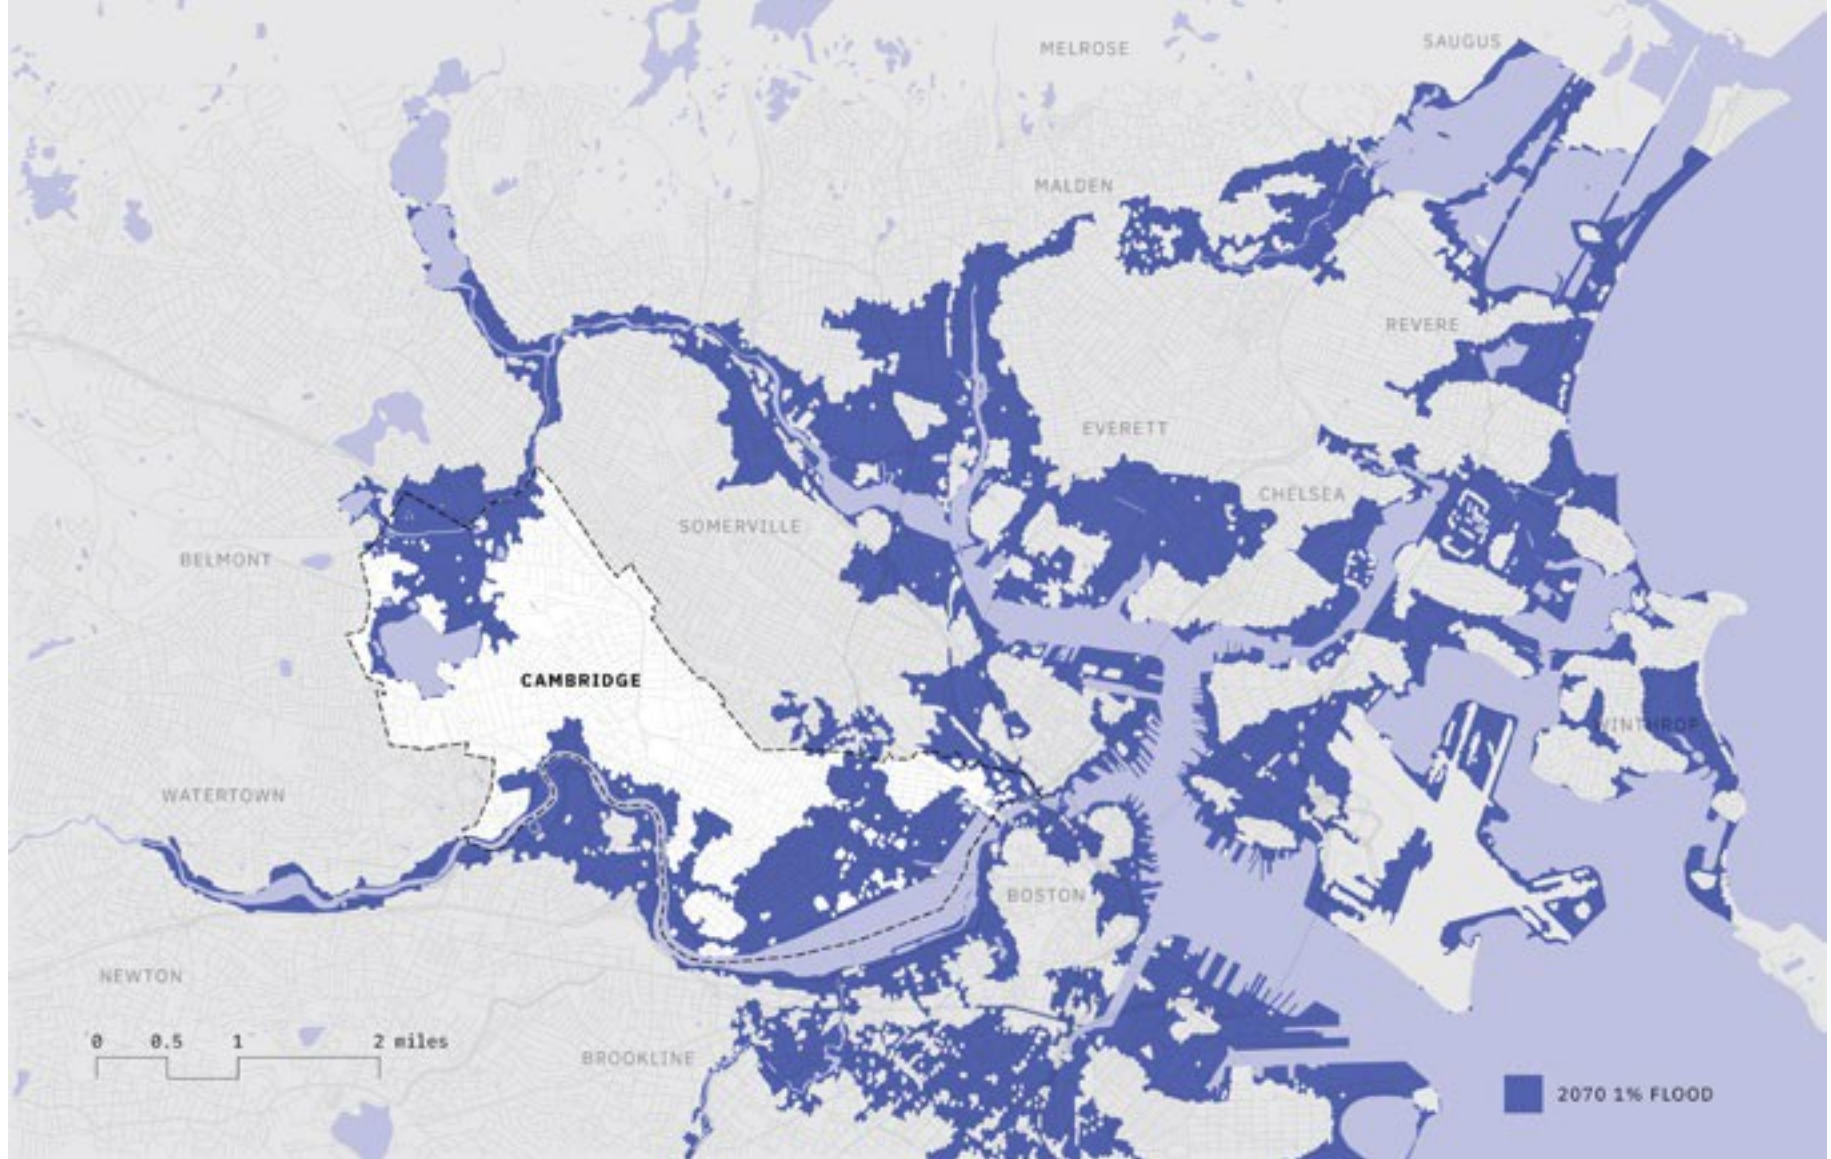 MELROSE
SAUGUS
MALDEN
REVERE
EVERETT
CHELSEA
SOMERVILLE
BELMONT
CAMBRIDGE
WINTHROP
WATERTOWN
BOSTON
NEWTON
0 0.5 1 2 miles
BROOKLINE
2070 1% FLOOD